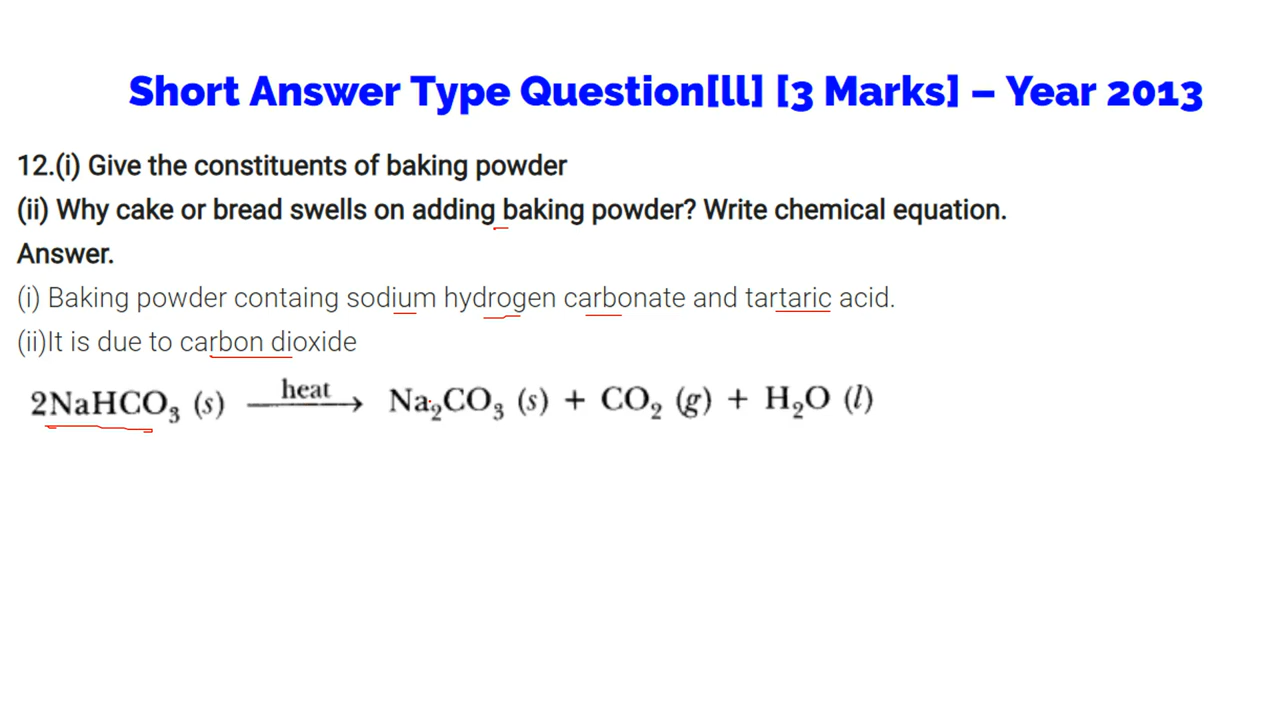 Short Answer Type Question[ll] [3 Marks] – Year 2013
12.(i) Give the constituents of baking powder
(ii) Why cake or bread swells on adding baking powder? Write chemical equation.
Answer.
(i) Baking powder containg sodium hydrogen carbonate and tartaric acid.
(ii)It is due to carbon dioxide
2NaHCO₃ (s) heat⟶ Na₂CO₃ (s) + CO₂ (g) + H₂O (l)